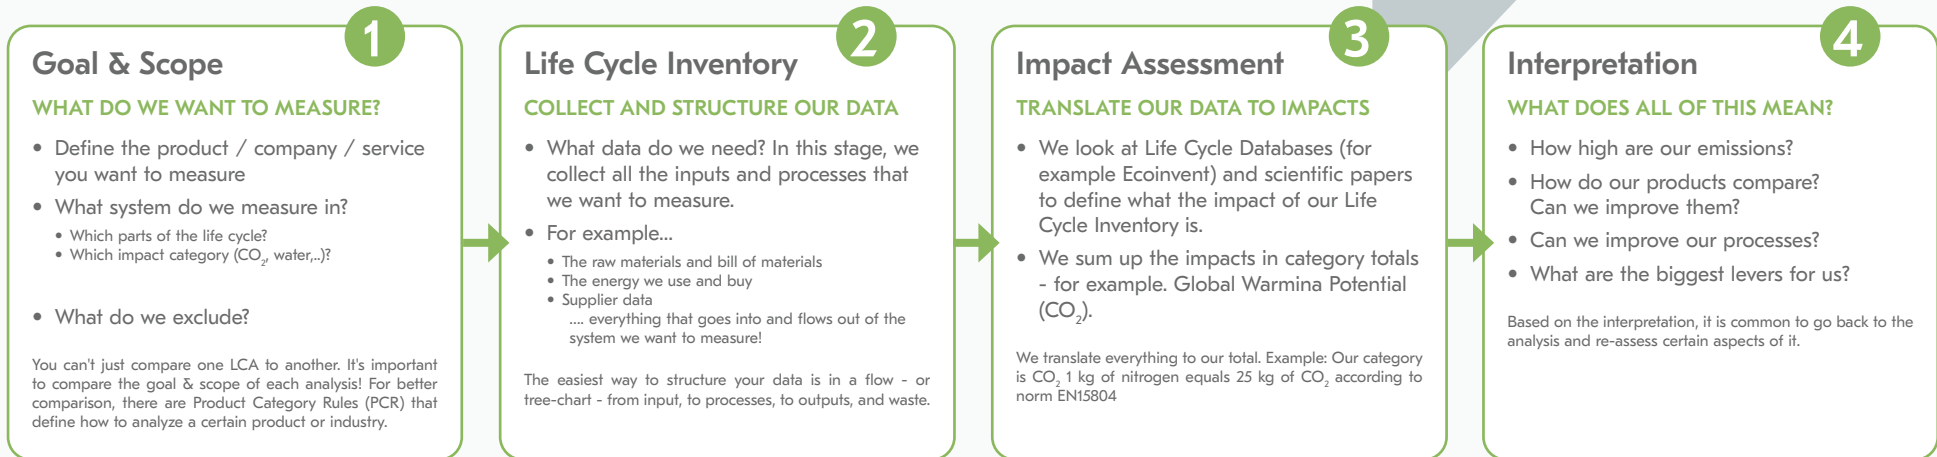 1
Goal & Scope
WHAT DO WE WANT TO MEASURE?
• Define the product / company / service
you want to measure
• What system do we measure in?
• Which parts of the life cycle?
• Which impact category (CO₂, water,..)?
• What do we exclude?
You can't just compare one LCA to another. It's important
to compare the goal & scope of each analysis! For better
comparison, there are Product Category Rules (PCR) that
define how to analyze a certain product or industry.
2
Life Cycle Inventory
COLLECT AND STRUCTURE OUR DATA
• What data do we need? In this stage, we
collect all the inputs and processes that
we want to measure.
• For example...
• The raw materials and bill of materials
• The energy we use and buy
• Supplier data
.... everything that goes into and flows out of the
system we want to measure!
The easiest way to structure your data is in a flow - or
tree-chart - from input, to processes, to outputs, and waste.
3
Impact Assessment
TRANSLATE OUR DATA TO IMPACTS
• We look at Life Cycle Databases (for
example Ecoinvent) and scientific papers
to define what the impact of our Life
Cycle Inventory is.
• We sum up the impacts in category totals
- for example. Global Warmina Potential
(CO₂).
We translate everything to our total. Example: Our category
is CO₂ 1 kg of nitrogen equals 25 kg of CO₂ according to
norm EN15804
4
Interpretation
WHAT DOES ALL OF THIS MEAN?
• How high are our emissions?
• How do our products compare?
Can we improve them?
• Can we improve our processes?
• What are the biggest levers for us?
Based on the interpretation, it is common to go back to the
analysis and re-assess certain aspects of it.